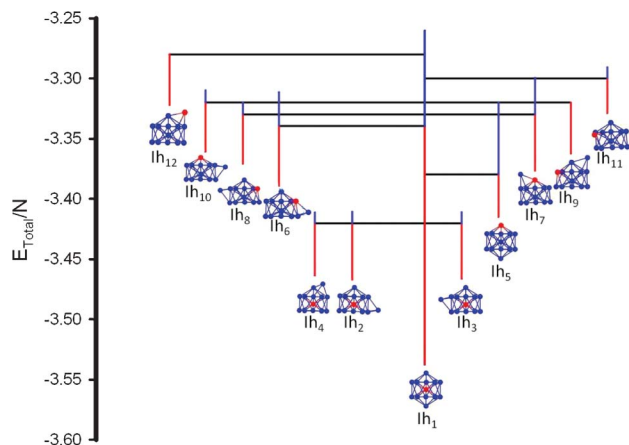 -3.25
-3.30
-3.35
-3.40
-3.45
-3.50
-3.55
-3.60
E_Total/N
Ih₁₂
Ih₁₀
Ih₈
Ih₆
Ih₄
Ih₂
Ih₃
Ih₁
Ih₅
Ih₇
Ih₉
Ih₁₁